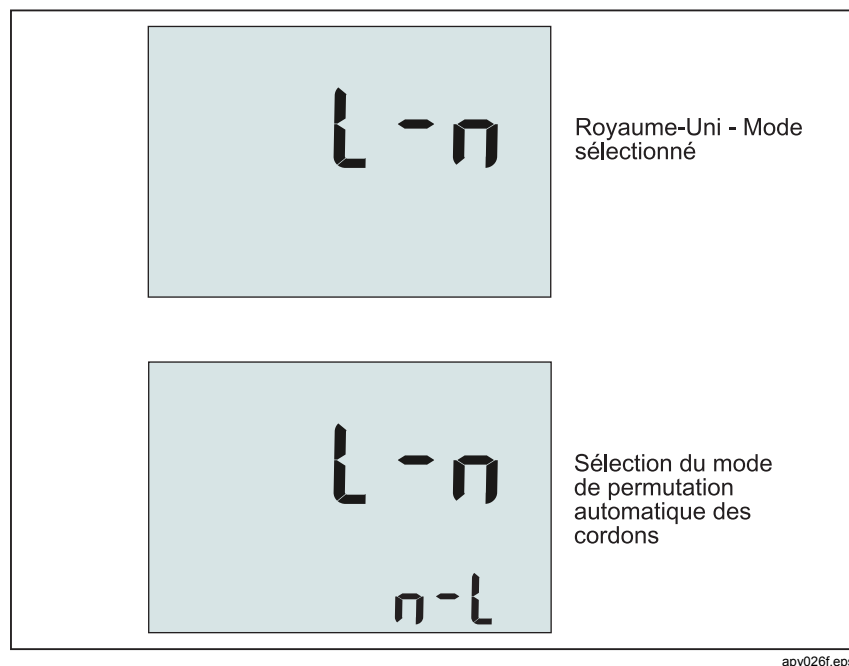 L-n
Royaume-Uni - Mode
sélectionné
L-n
n-L
Sélection du mode
de permutation
automatique des
cordons
apv026f.eps